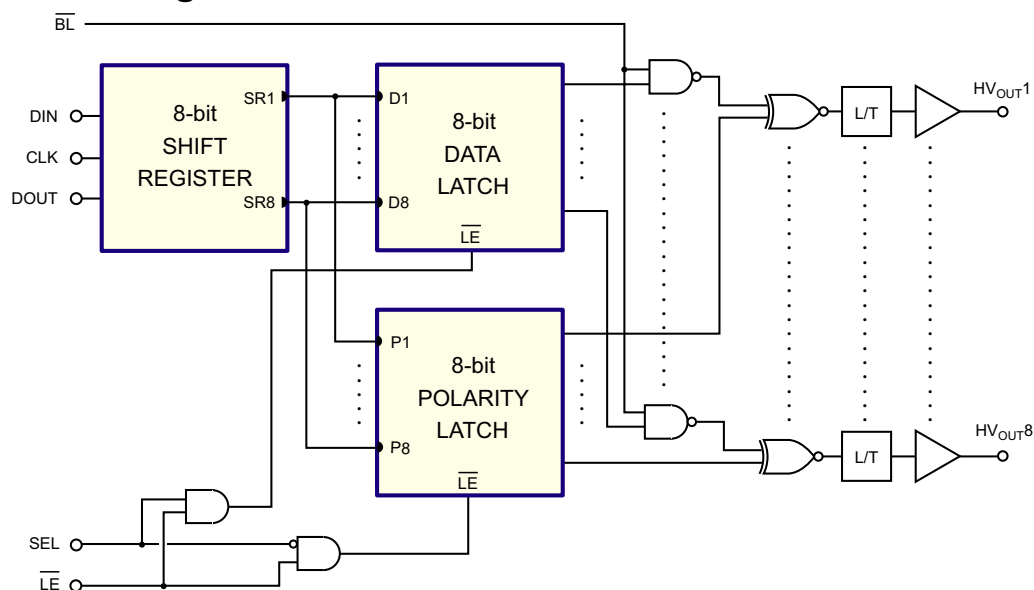 BL
8-bit
SHIFT
REGISTER
DIN
CLK
DOUT
SR1
SR8
8-bit
DATA
LATCH
D1
D8
LE
8-bit
POLARITY
LATCH
P1
P8
LE
L/T
HVOUT1
L/T
HVOUT8
SEL
LE